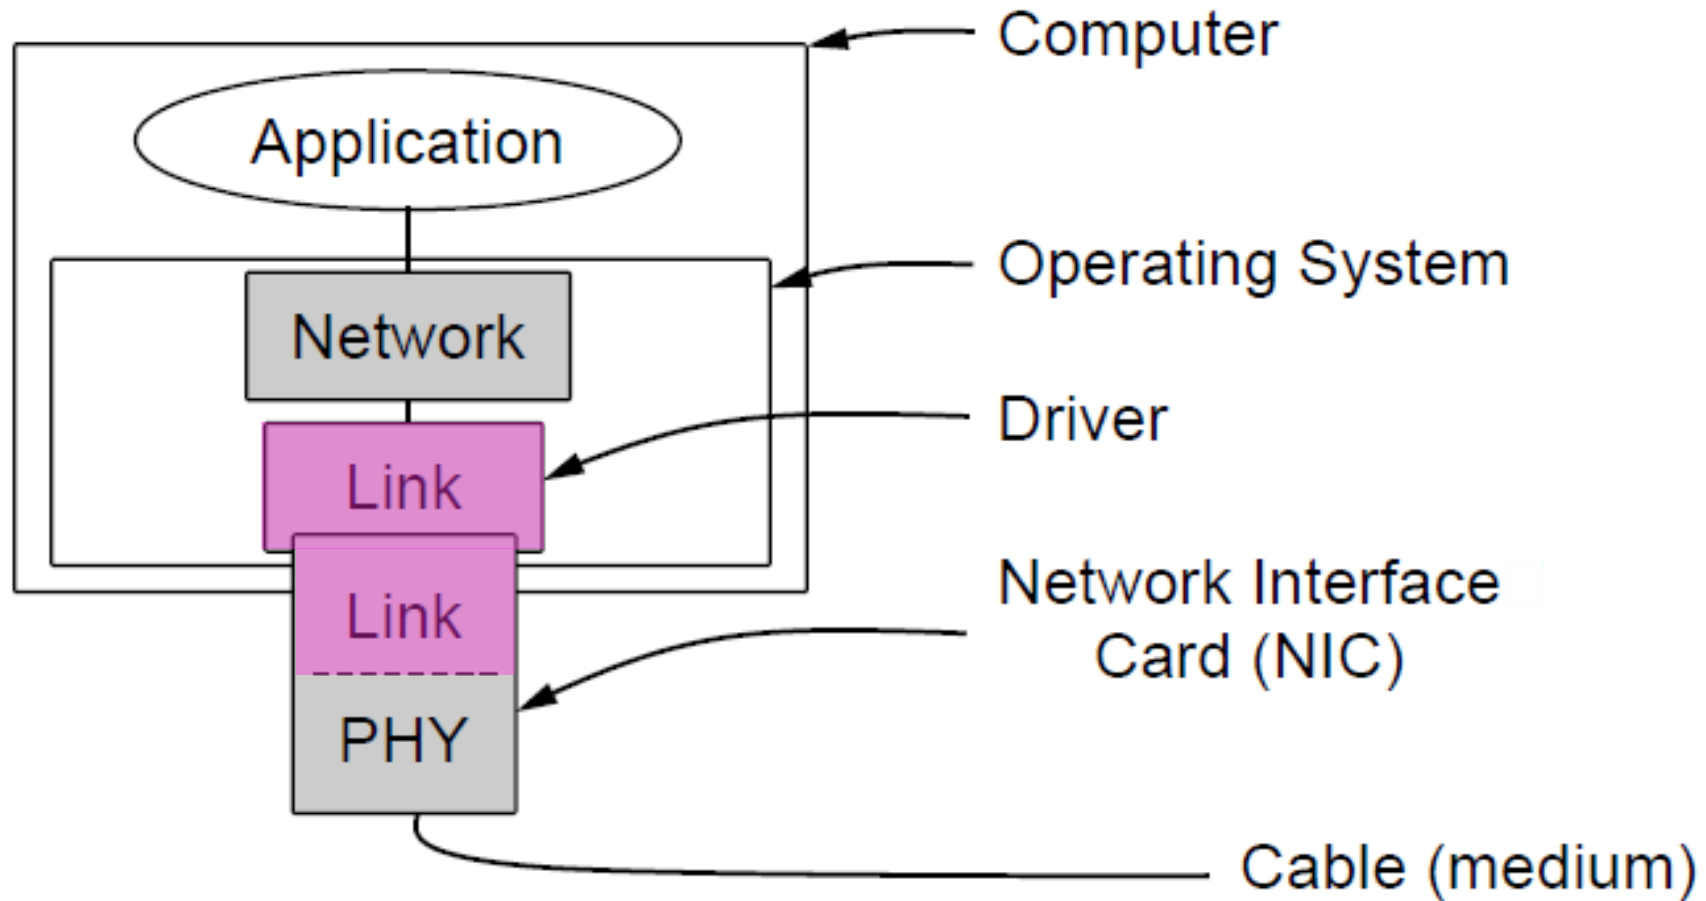 Computer
Application
Operating System
Network
Driver
Link
Network Interface
Card (NIC)
Link
PHY
Cable (medium)